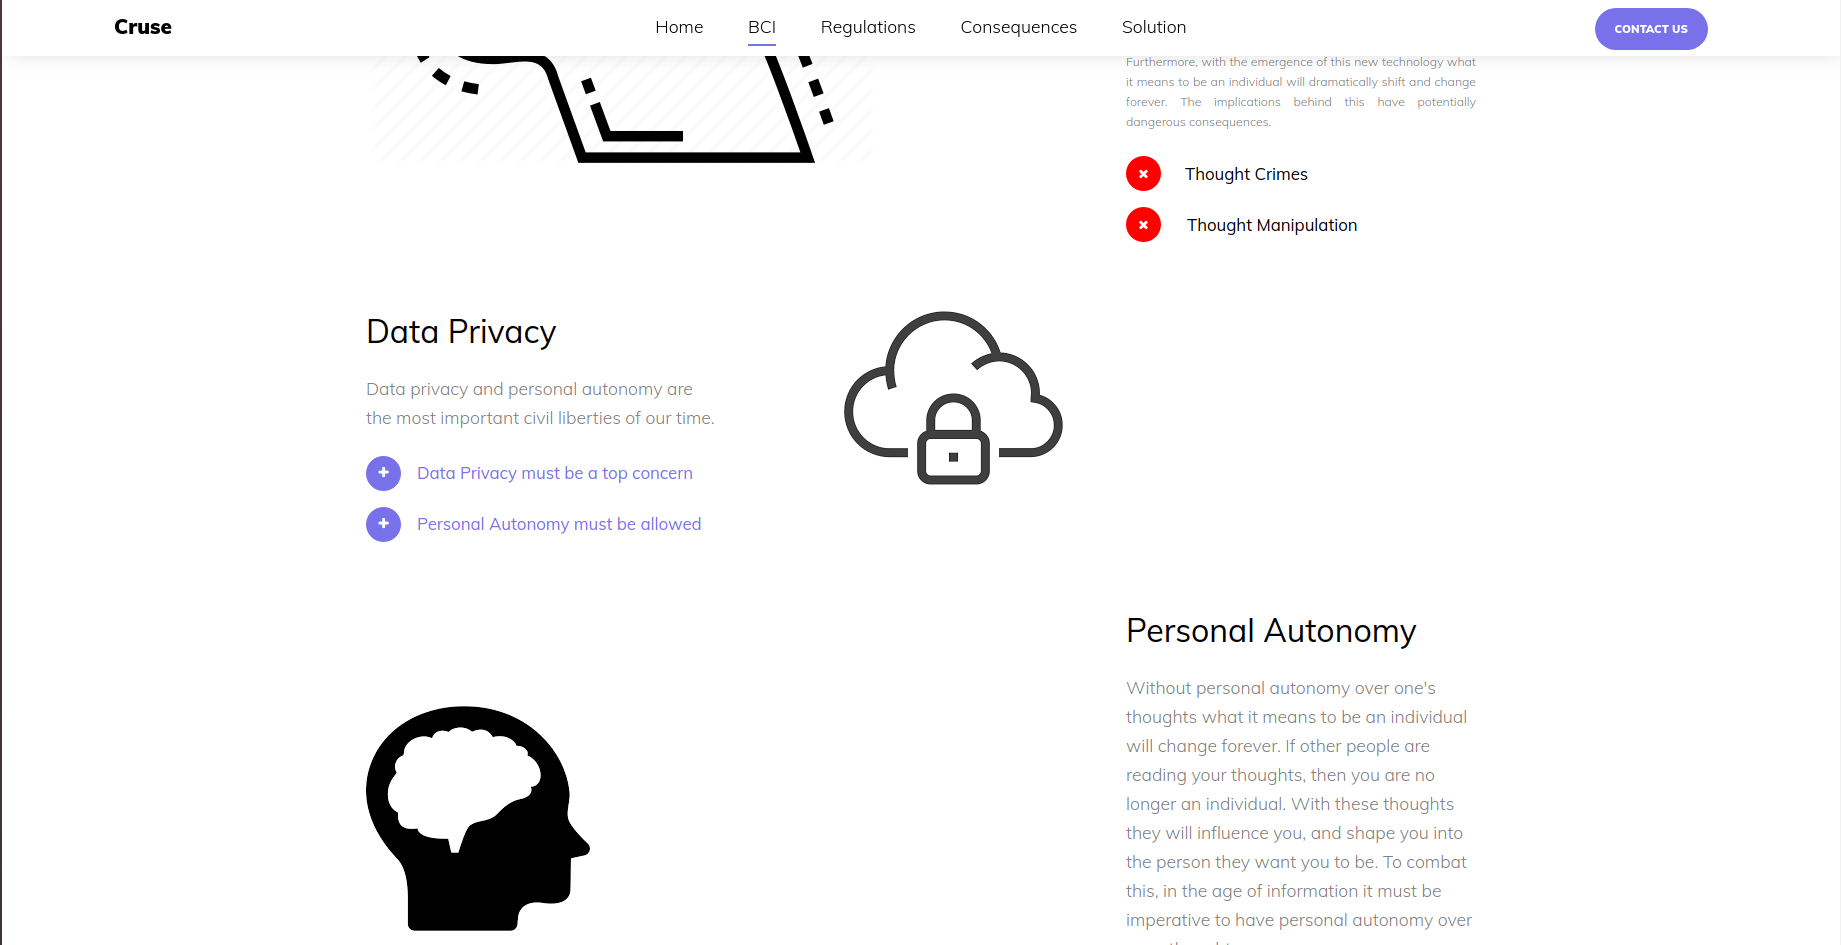 Cruse
Home
BCI
Regulations
Consequences
Solution
CONTACT US
Furthermore, with the emergence of this new technology what
it means to be an individual will dramatically shift and change
forever. The implications behind this have potentially
dangerous consequences.
Thought Crimes
Thought Manipulation
Data Privacy
Data privacy and personal autonomy are
the most important civil liberties of our time.
Data Privacy must be a top concern
Personal Autonomy must be allowed
Personal Autonomy
Without personal autonomy over one's
thoughts what it means to be an individual
will change forever. If other people are
reading your thoughts, then you are no
longer an individual. With these thoughts
they will influence you, and shape you into
the person they want you to be. To combat
this, in the age of information it must be
imperative to have personal autonomy over